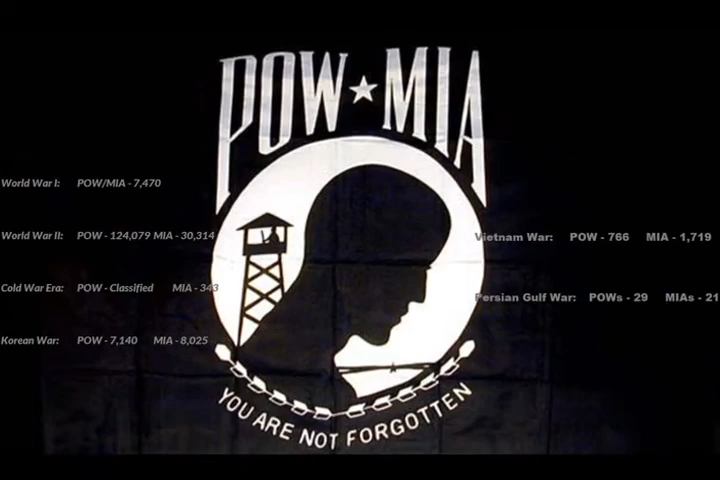 POW ★ MIA
World War I: POW/MIA - 7,470
World War II: POW - 124,079 MIA - 30,314
Cold War Era: POW - Classified MIA - 343
Korean War: POW - 7,140 MIA - 8,025
Vietnam War: POW - 766 MIA - 1,719
Persian Gulf War: POWs - 29 MIAs - 21
YOU ARE NOT FORGOTTEN